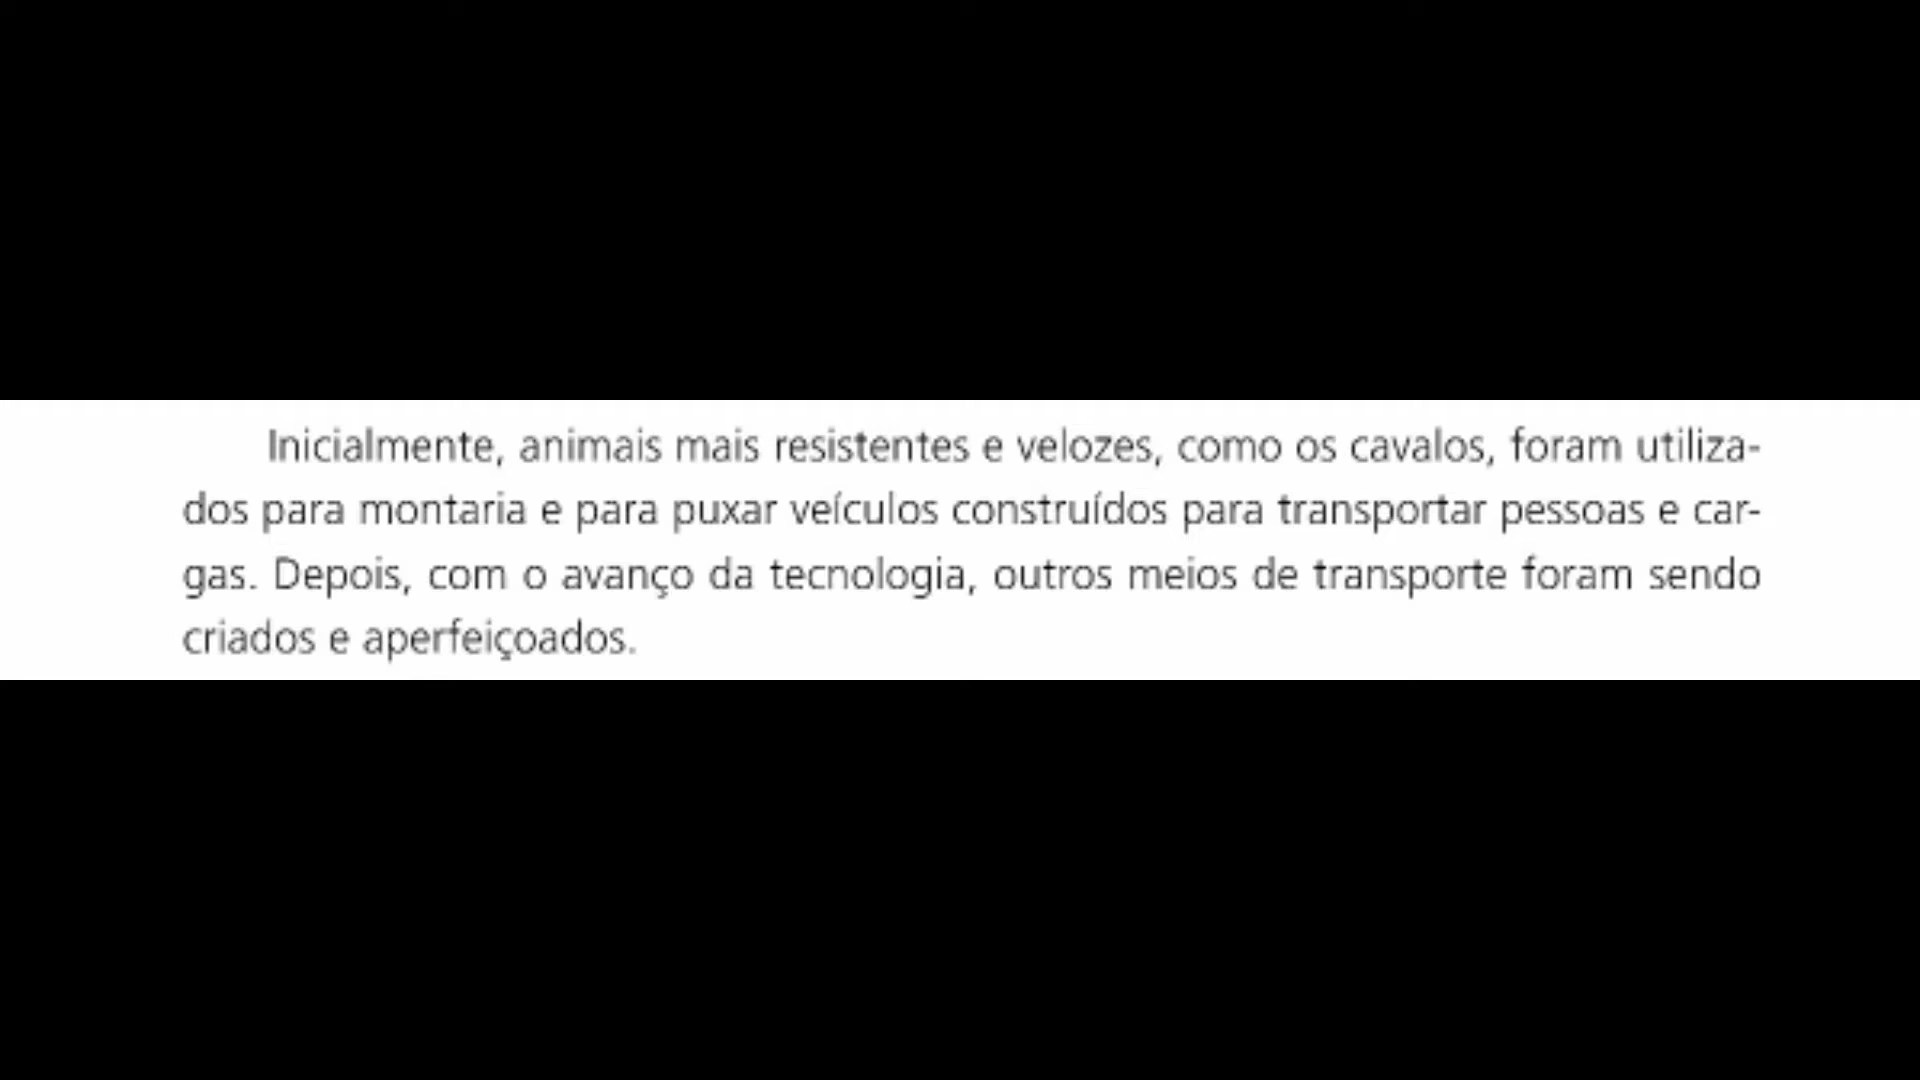 Inicialmente, animais mais resistentes e velozes, como os cavalos, foram utiliza-
dos para montaria e para puxar veículos construídos para transportar pessoas e car-
gas. Depois, com o avanço da tecnologia, outros meios de transporte foram sendo
criados e aperfeiçoados.